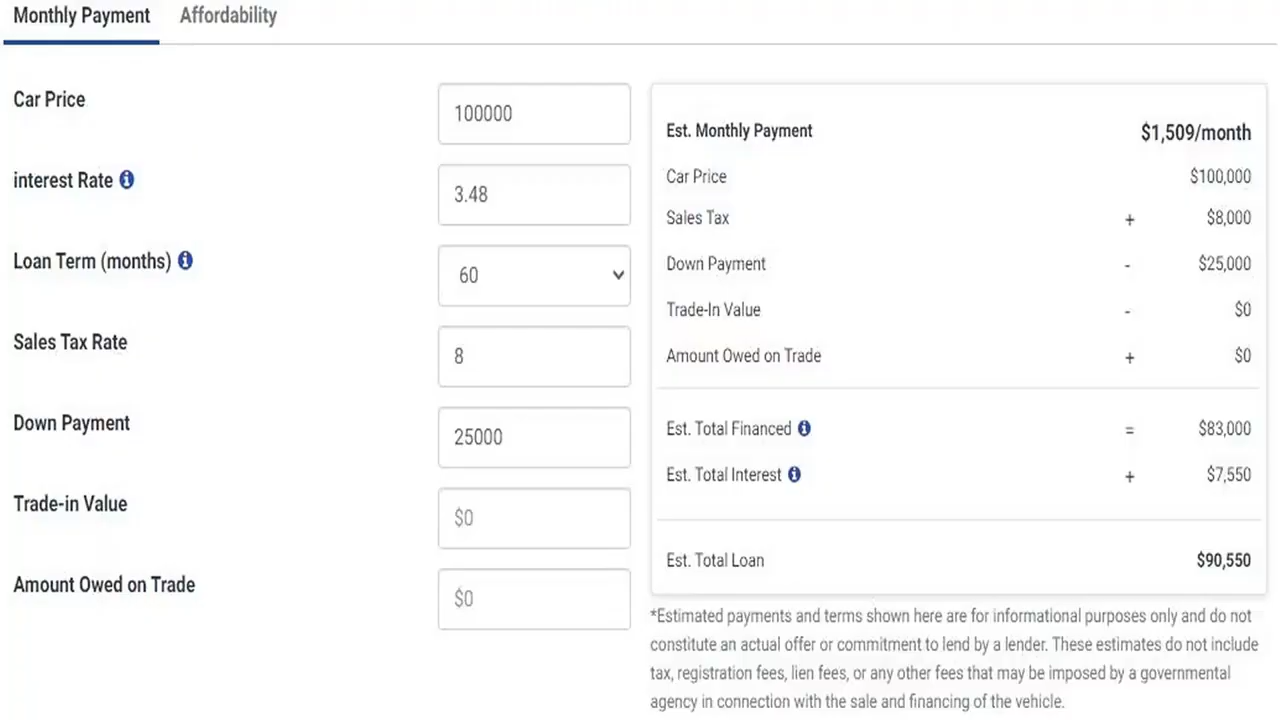 Monthly Payment Affordability
Car Price 100000
interest Rate 3.48
Loan Term (months) 60
Sales Tax Rate 8
Down Payment 25000
Trade-in Value $0
Amount Owed on Trade $0
Est. Monthly Payment $1,509/month
Car Price $100,000
Sales Tax + $8,000
Down Payment - $25,000
Trade-In Value - $0
Amount Owed on Trade + $0
Est. Total Financed = $83,000
Est. Total Interest + $7,550
Est. Total Loan $90,550
*Estimated payments and terms shown here are for informational purposes only and do not
constitute an actual offer or commitment to lend by a lender. These estimates do not include
tax, registration fees, lien fees, or any other fees that may be imposed by a governmental
agency in connection with the sale and financing of the vehicle.